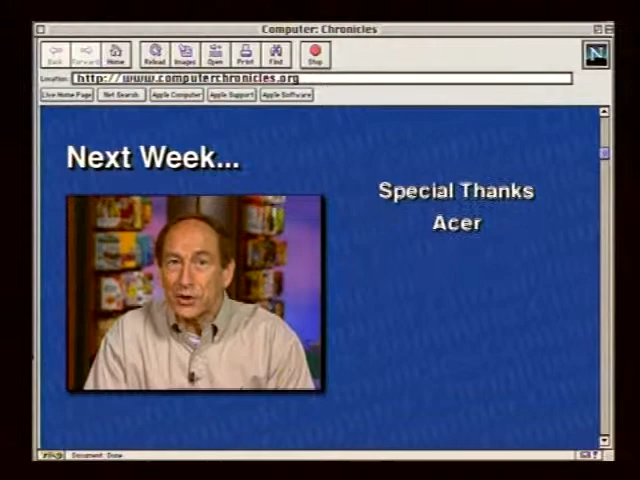 Computer: Chronicles
Back Forward Home Reload Images Open Print Find Stop
N
Location: http://www.computerchronicles.org
Live Home Page Net Search Apple Computer Apple Support Apple Software
Next Week...
Special Thanks
Acer
Document: Done